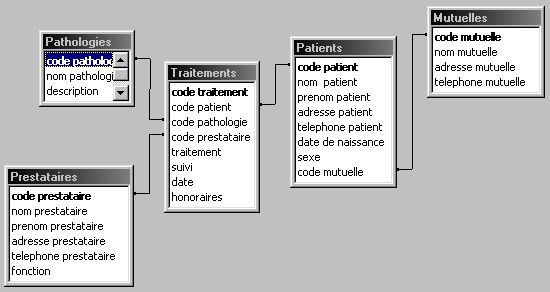 Pathologies
code patholog
nom pathologi
description
Traitements
code traitement
code patient
code pathologie
code prestataire
traitement
suivi
date
honoraires
Patients
code patient
nom patient
prenom patient
adresse patient
telephone patient
date de naissance
sexe
code mutuelle
Mutuelles
code mutuelle
nom mutuelle
adresse mutuelle
telephone mutuelle
Prestataires
code prestataire
nom prestataire
prenom prestataire
adresse prestataire
telephone prestataire
fonction